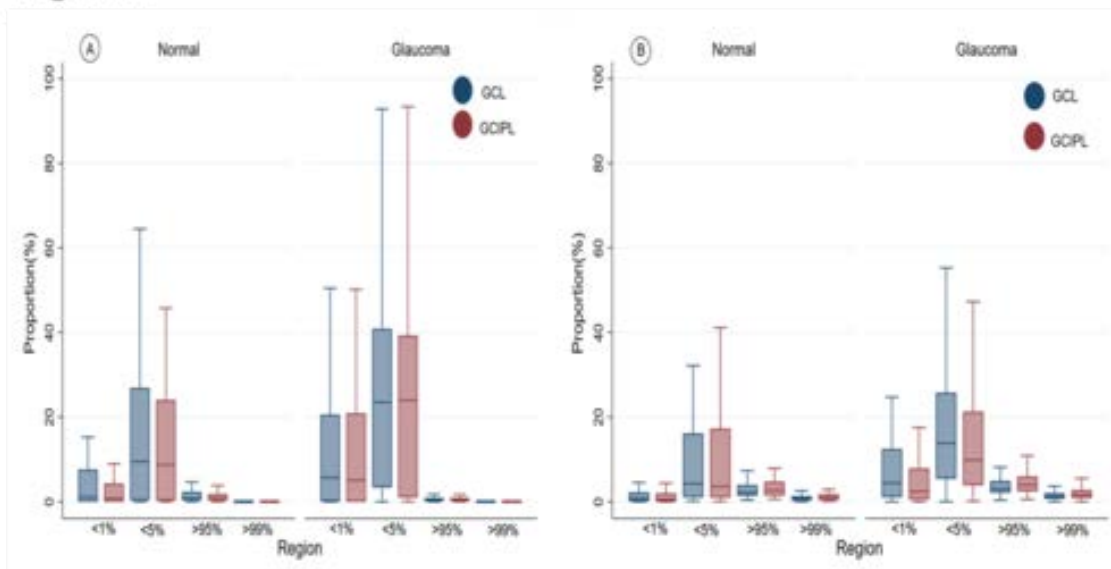 A Normal Glaucoma
GCL
GCIPL
Proportion(%)
100
80
60
40
20
0
<1% <5% >95% >99% <1% <5% >95% >99%
Region
B Normal Glaucoma
GCL
GCIPL
Proportion(%)
100
80
60
40
20
0
<1% <5% >95% >99% <1% <5% >95% >99%
Region